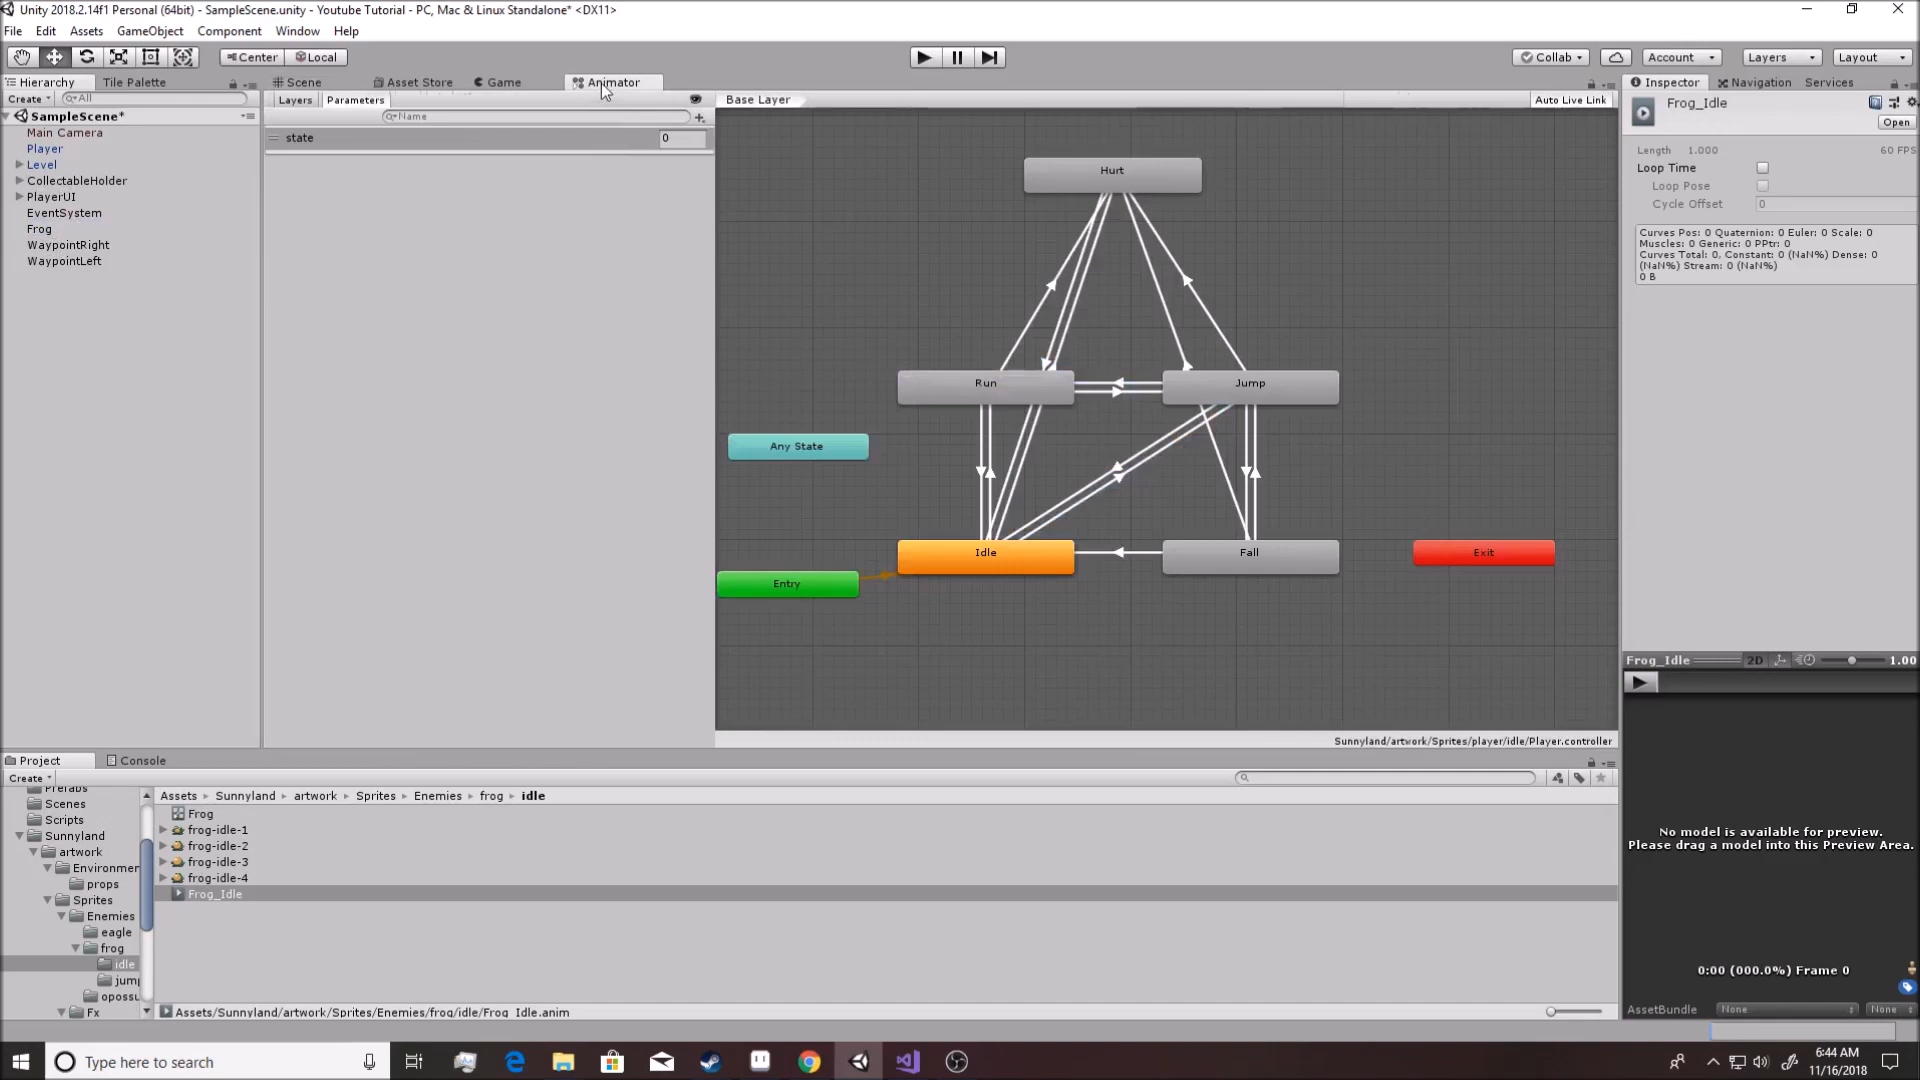 Unity 2018.2.14f1 Personal (64bit) - SampleScene.unity - Youtube Tutorial - PC, Mac & Linux Standalone* <DX11>
File Edit Assets GameObject Component Window Help
Center Local Collab Account Layers Layout
Hierarchy Tile Palette Scene Asset Store Game Animator Inspector Navigation Services
Create All Layers Parameters Base Layer Auto Live Link Frog_Idle
Name
Open
SampleScene*
Main Camera
Player
Level
CollectableHolder
PlayerUI
EventSystem
Frog
WaypointRight
WaypointLeft
state 0
Hurt
Run
Jump
Any State
Idle
Fall
Exit
Entry
Sunnyland/artwork/Sprites/player/idle/Player.controller
Length 1.000 60 FPS
Loop Time
Loop Pose
Cycle Offset 0
Curves Pos: 0 Quaternion: 0 Euler: 0 Scale: 0
Muscles: 0 Generic: 0 PPtr: 0
Curves Total: 0, Constant: 0 (NaN%) Dense: 0
(NaN%) Stream: 0 (NaN%)
0 B
Frog_Idle 2D 1.00
No model is available for preview.
Please drag a model into this Preview Area.
0:00 (000.0%) Frame 0
AssetBundle None None
Project Console
Create
Prefabs
Scenes
Scripts
Sunnyland
artwork
Environmen
props
Sprites
Enemies
eagle
frog
idle
jump
opossu
Fx
Assets Sunnyland artwork Sprites Enemies frog idle
Frog
frog-idle-1
frog-idle-2
frog-idle-3
frog-idle-4
Frog_Idle
Assets/Sunnyland/artwork/Sprites/Enemies/frog/idle/Frog_Idle.anim
Type here to search
6:44 AM
11/16/2018